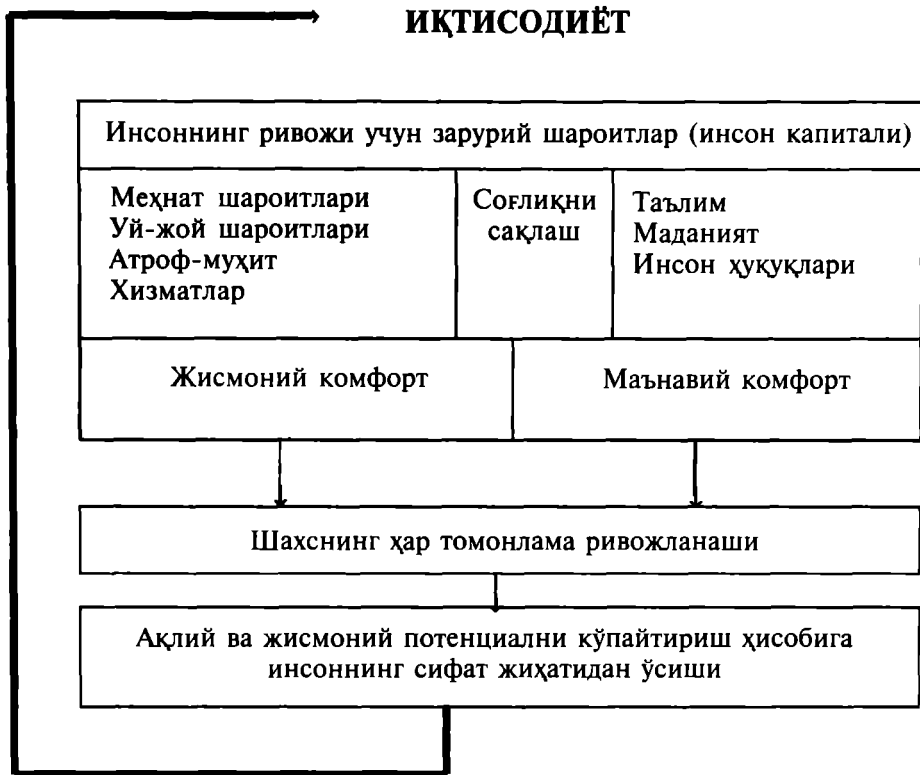 ИҚТИСОДИЁТ
Инсоннинг ривожи учун зарурий шароитлар (инсон капитали)
Меҳнат шароитлари
Уй-жой шароитлари
Атроф-муҳит
Хизматлар
Соғлиқни
сақлаш
Таълим
Маданият
Инсон ҳуқуқлари
Жисмоний комфорт
Маънавий комфорт
Шахснинг ҳар томонлама ривожланаши
Ақлий ва жисмоний потенциални кўпайтириш ҳисобига
инсоннинг сифат жиҳатидан ўсиши